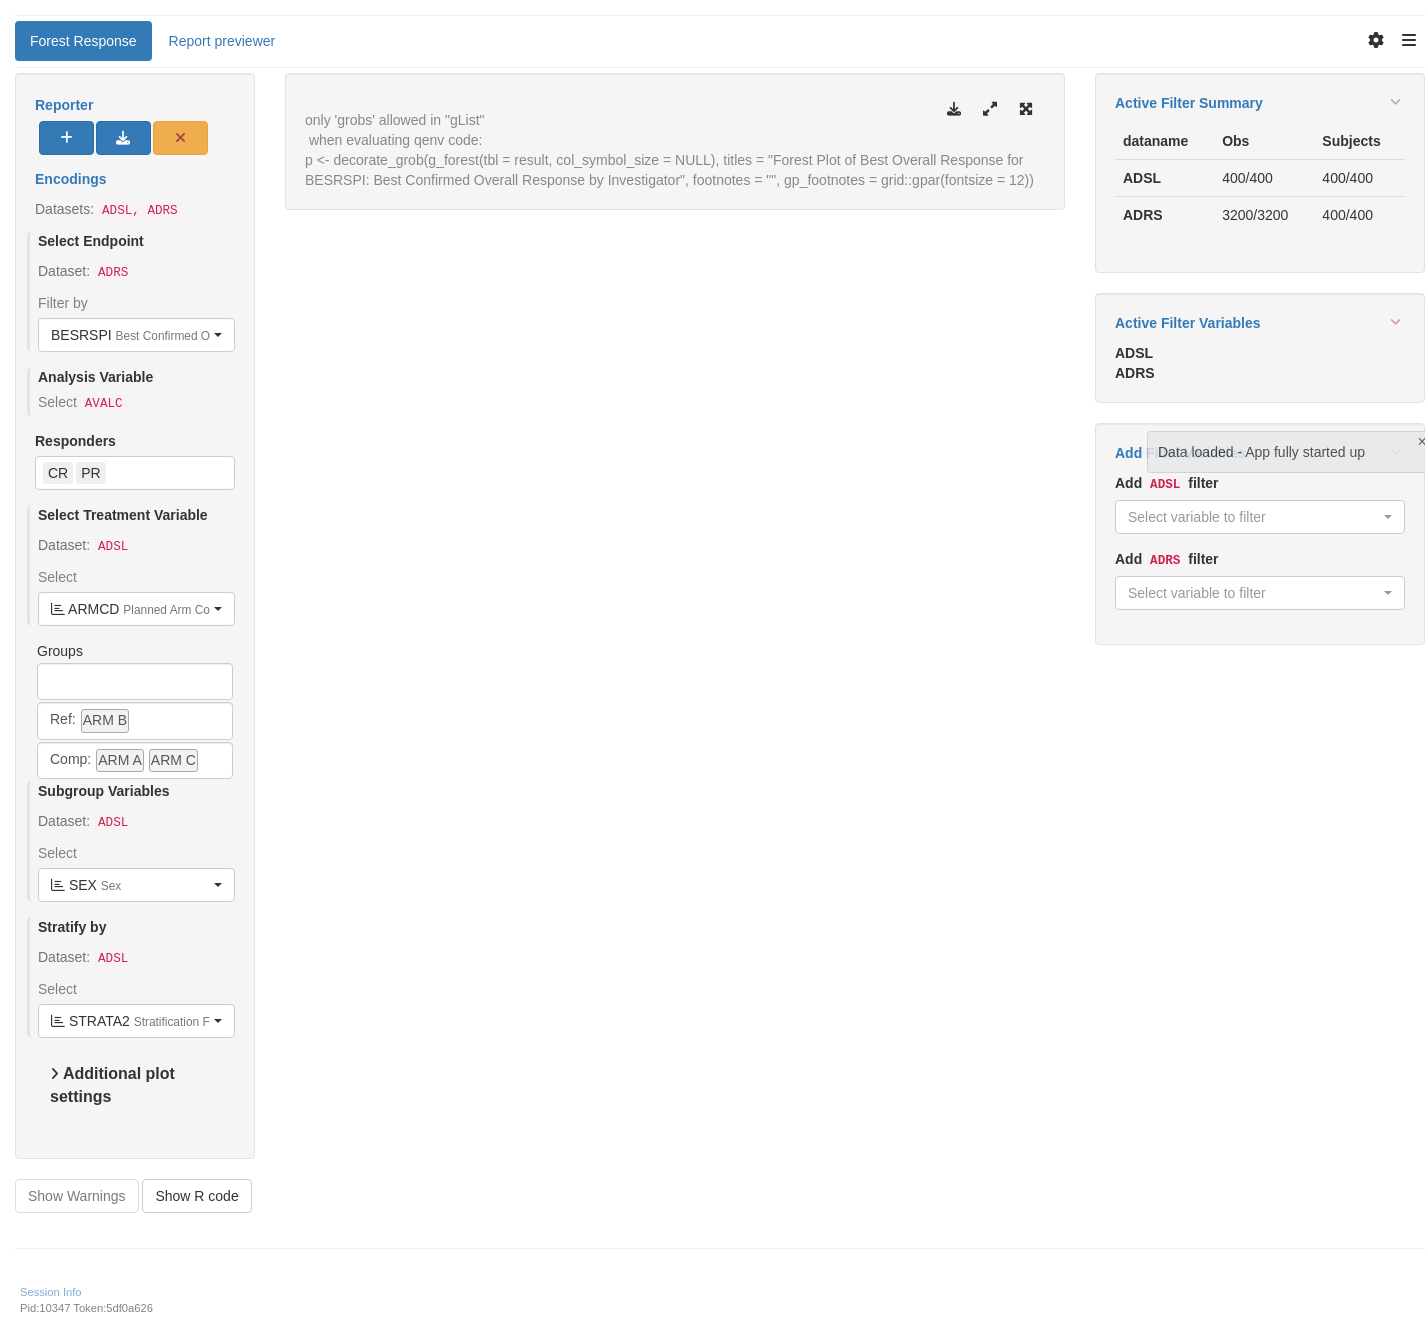 Forest Response
Report previewer
Reporter
Encodings
Datasets: ADSL, ADRS
Select Endpoint
Dataset: ADRS
Filter by
BESRSPI Best Confirmed O
Analysis Variable
Select AVALC
Responders
CR PR
Select Treatment Variable
Dataset: ADSL
Select
ARMCD Planned Arm Co
Groups
Ref: ARM B
Comp: ARM A ARM C
Subgroup Variables
Dataset: ADSL
Select
SEX Sex
Stratify by
Dataset: ADSL
Select
STRATA2 Stratification F
Additional plot
settings
Show Warnings
Show R code
only 'grobs' allowed in "gList"
when evaluating qenv code:
p <- decorate_grob(g_forest(tbl = result, col_symbol_size = NULL), titles = "Forest Plot of Best Overall Response for
BESRSPI: Best Confirmed Overall Response by Investigator", footnotes = "", gp_footnotes = grid::gpar(fontsize = 12))
Active Filter Summary
dataname Obs Subjects
ADSL 400/400 400/400
ADRS 3200/3200 400/400
Active Filter Variables
ADSL
ADRS
Add
Data loaded - App fully started up
×
Add ADSL filter
Select variable to filter
Add ADRS filter
Select variable to filter
Session Info
Pid:10347 Token:5df0a626